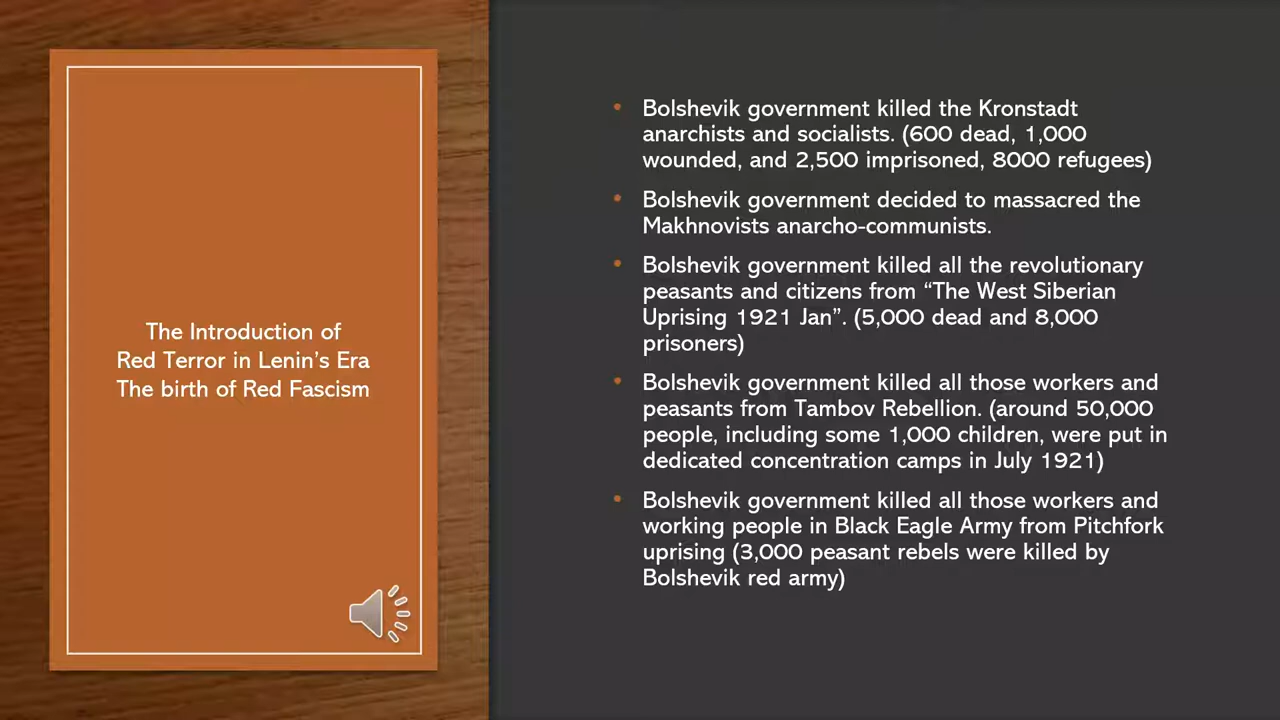 The Introduction of
Red Terror in Lenin's Era
The birth of Red Fascism
Bolshevik government killed the Kronstadt
anarchists and socialists. (600 dead, 1,000
wounded, and 2,500 imprisoned, 8000 refugees)
Bolshevik government decided to massacred the
Makhnovists anarcho-communists.
Bolshevik government killed all the revolutionary
peasants and citizens from “The West Siberian
Uprising 1921 Jan”. (5,000 dead and 8,000
prisoners)
Bolshevik government killed all those workers and
peasants from Tambov Rebellion. (around 50,000
people, including some 1,000 children, were put in
dedicated concentration camps in July 1921)
Bolshevik government killed all those workers and
working people in Black Eagle Army from Pitchfork
uprising (3,000 peasant rebels were killed by
Bolshevik red army)